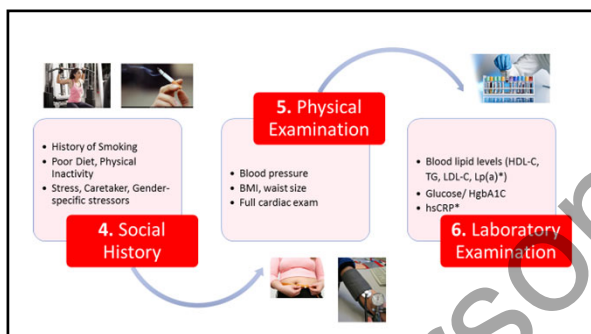 • History of Smoking
• Poor Diet, Physical
Inactivity
• Stress, Caretaker, Gender-
specific stressors
4. Social
History
5. Physical
Examination
• Blood pressure
• BMI, waist size
• Full cardiac exam
• Blood lipid levels (HDL-C,
TG, LDL-C, Lp(a)*)
• Glucose/ HgbA1C
• hsCRP*
6. Laboratory
Examination